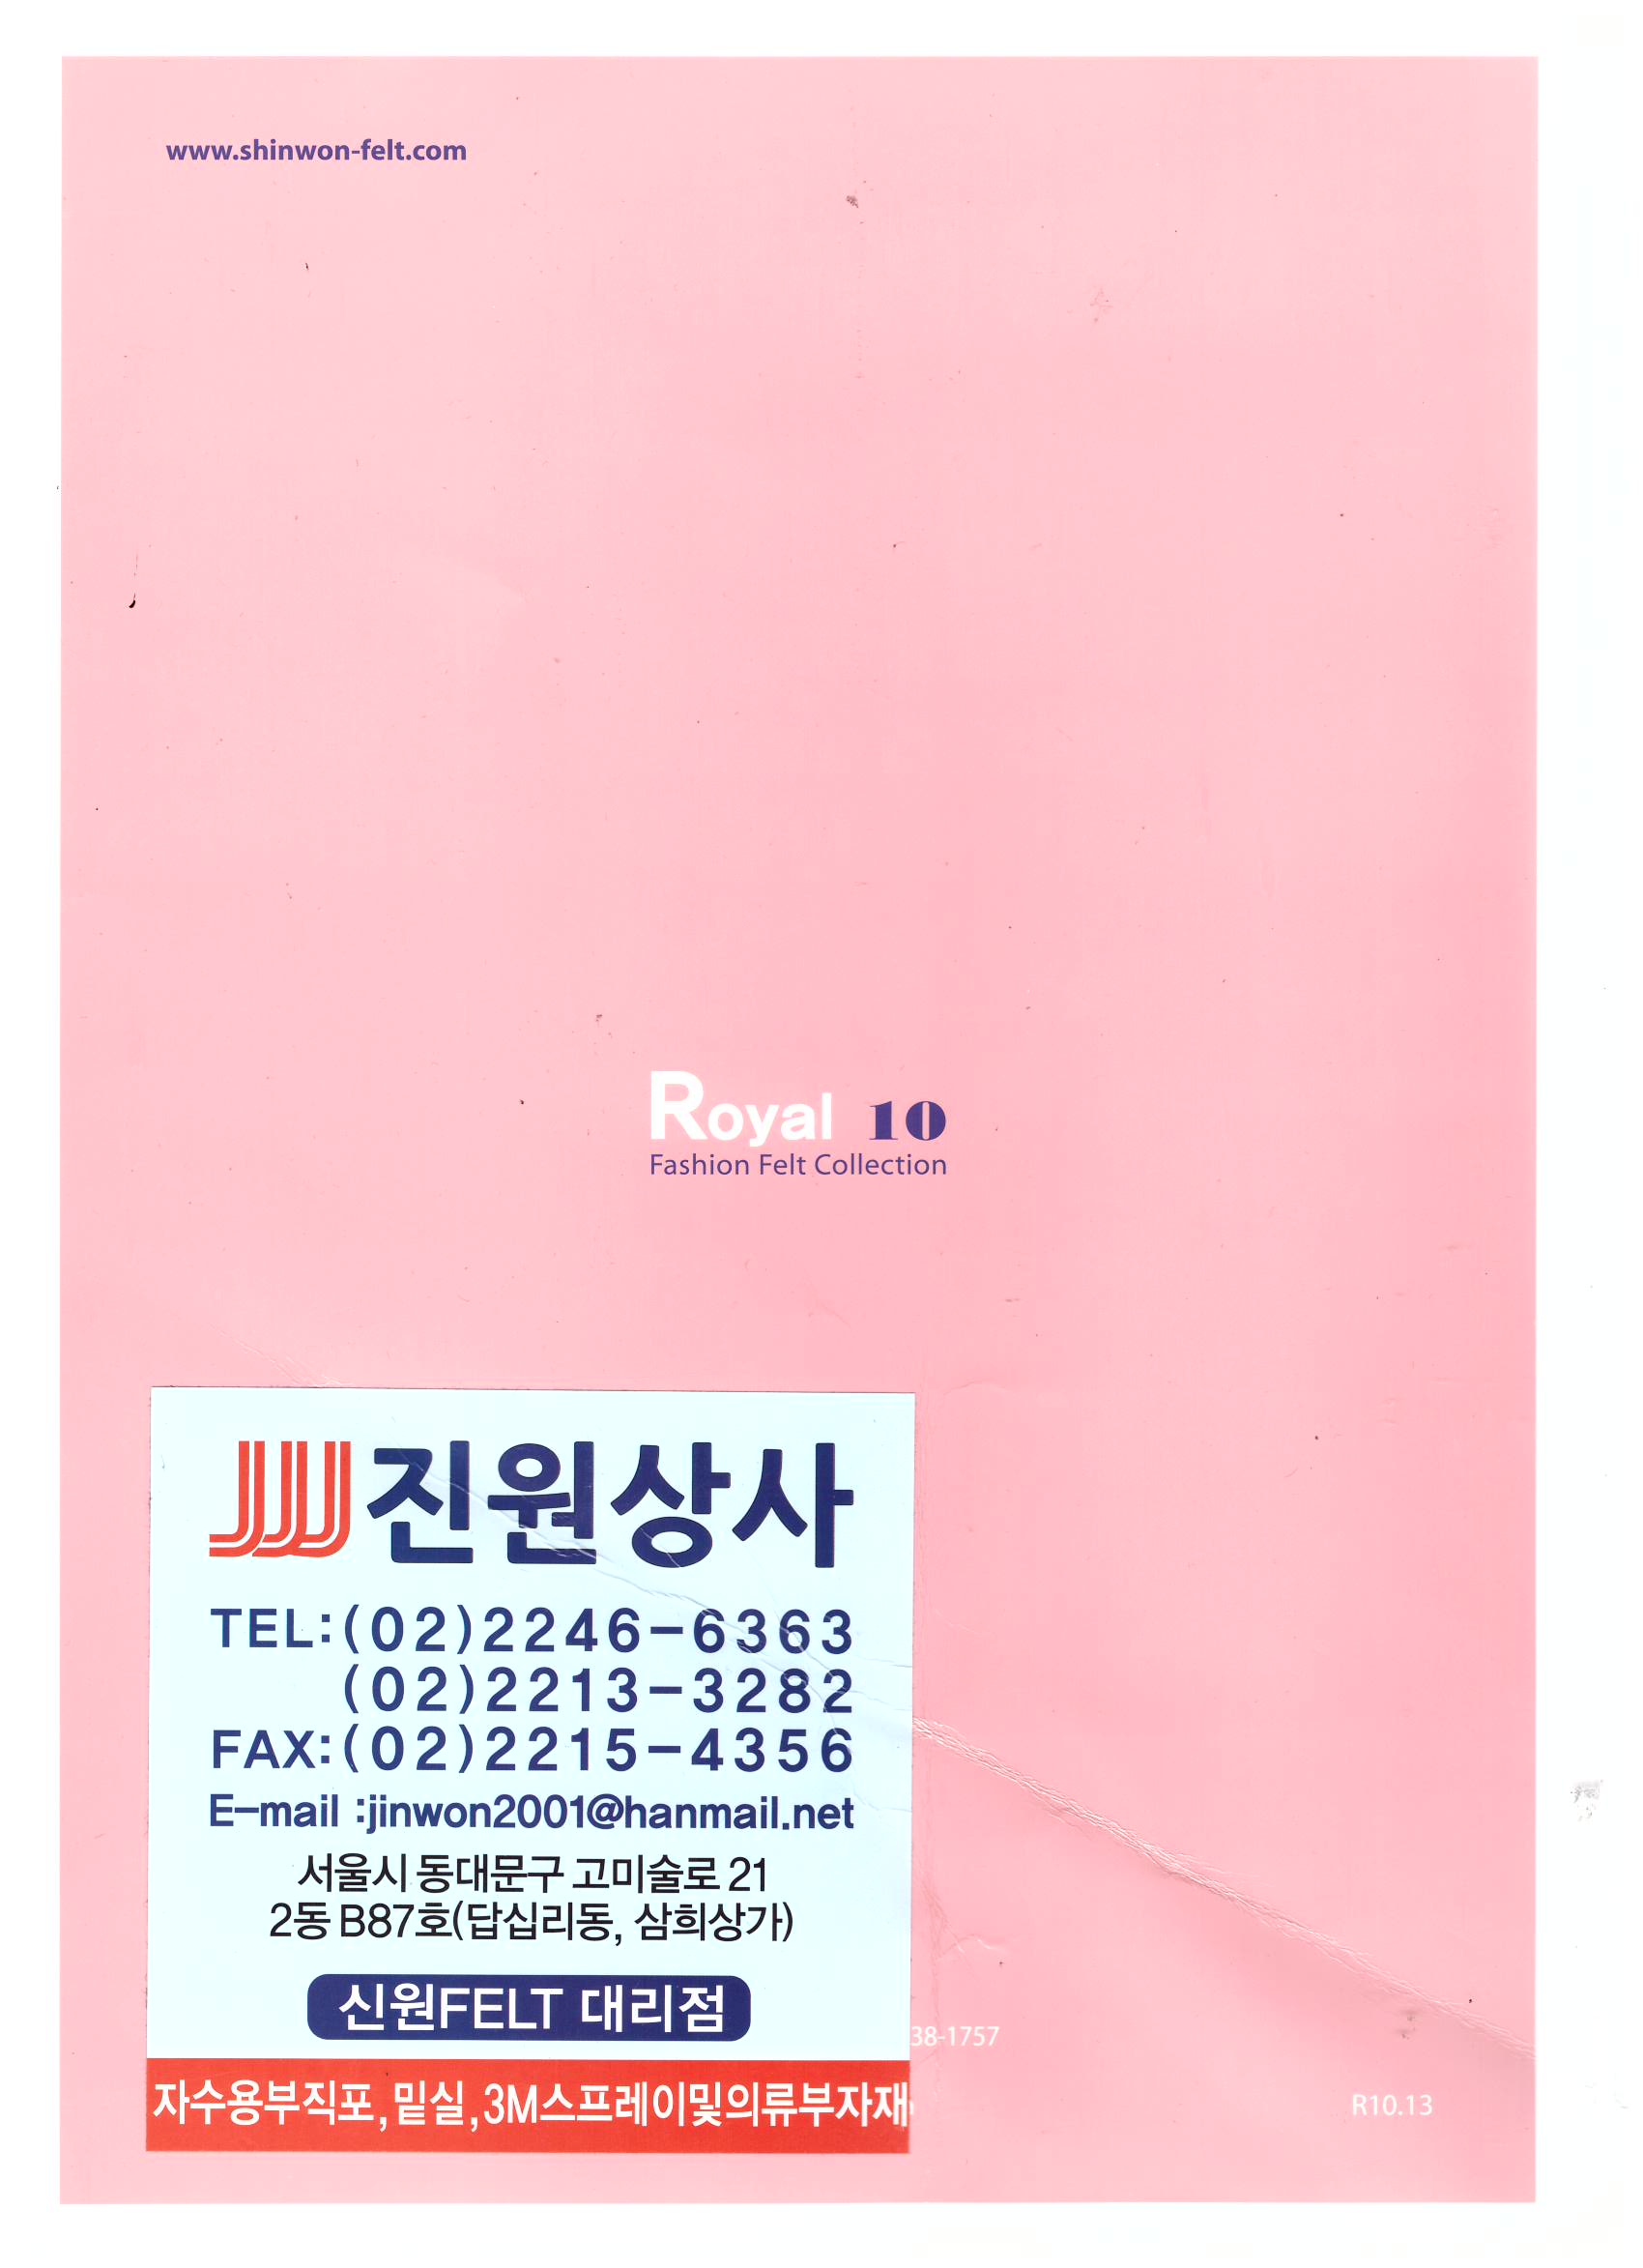 www.shinwon-felt.com
Royal 10
Fashion Felt Collection
진원상사
TEL:(02)2246-6363
(02)2213-3282
FAX:(02)2215-4356
E-mail :jinwon2001@hanmail.net
서울시 동대문구 고미술로 21
2동 B87호(답십리동, 삼희상가)
신원FELT 대리점
38-1757
자수용부직포,밑실,3M스프레이및의류부자재
R10.13